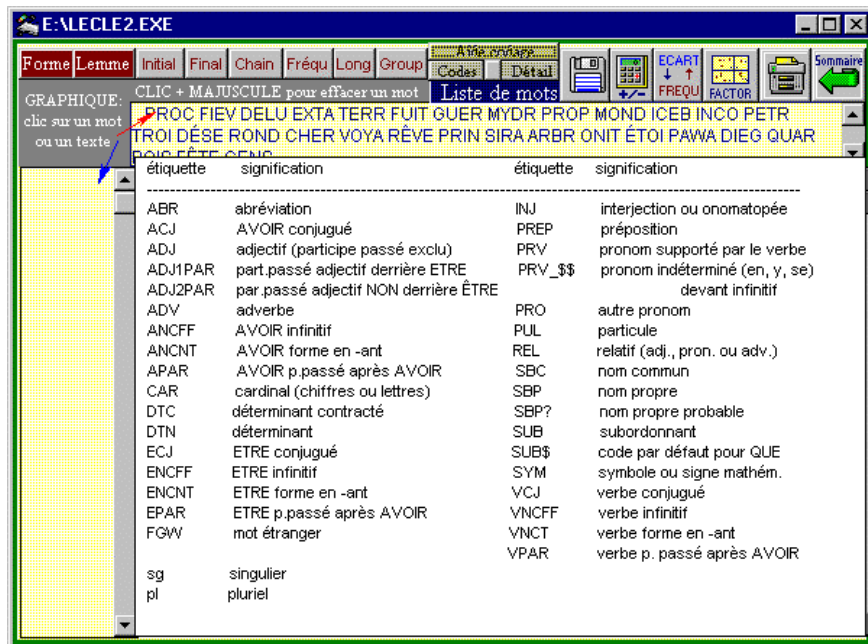 E:\LECLE2.EXE
Forme Lemme Initial Final Chain Fréqu Long Group Aide codage Codes Détail +/- ECART FREQU FACTOR Sommaire
GRAPHIQUE: clic sur un mot ou un texte
CLIC + MAJUSCULE pour effacer un mot Liste de mots
PROC FIEV DELU EXTA TERR FUIT GUER MYDR PROP MOND ICEB INCO PETR
TROI DÉSE ROND CHER VOYA RÊVE PRIN SIRA ARBR ONIT ÉTOI PAWA DIEG QUAR
FÊTE GENS
étiquette signification étiquette signification
ABR abréviation INJ interjection ou onomatopée
ACJ AVOIR conjugué PREP préposition
ADJ adjectif (participe passé exclu) PRV pronom supporté par le verbe
ADJ1PAR part.passé adjectif derrière ETRE PRV_$$ pronom indéterminé (en, y, se)
ADJ2PAR par.passé adjectif NON derrière ÊTRE devant infinitif
ADV adverbe PRO autre pronom
ANCFF AVOIR infinitif PUL particule
ANCNT AVOIR forme en -ant REL relatif (adj., pron. ou adv.)
APAR AVOIR p.passé après AVOIR SBC nom commun
CAR cardinal (chiffres ou lettres) SBP nom propre
DTC déterminant contracté SBP? nom propre probable
DTN déterminant SUB subordonnant
ECJ ETRE conjugué SUB$ code par défaut pour QUE
ENCFF ETRE infinitif SYM symbole ou signe mathém.
ENCNT ETRE forme en -ant VCJ verbe conjugué
EPAR ETRE p.passé après AVOIR VNCFF verbe infinitif
FGW mot étranger VNCT verbe forme en -ant
VPAR verbe p. passé après AVOIR
sg singulier
pl pluriel